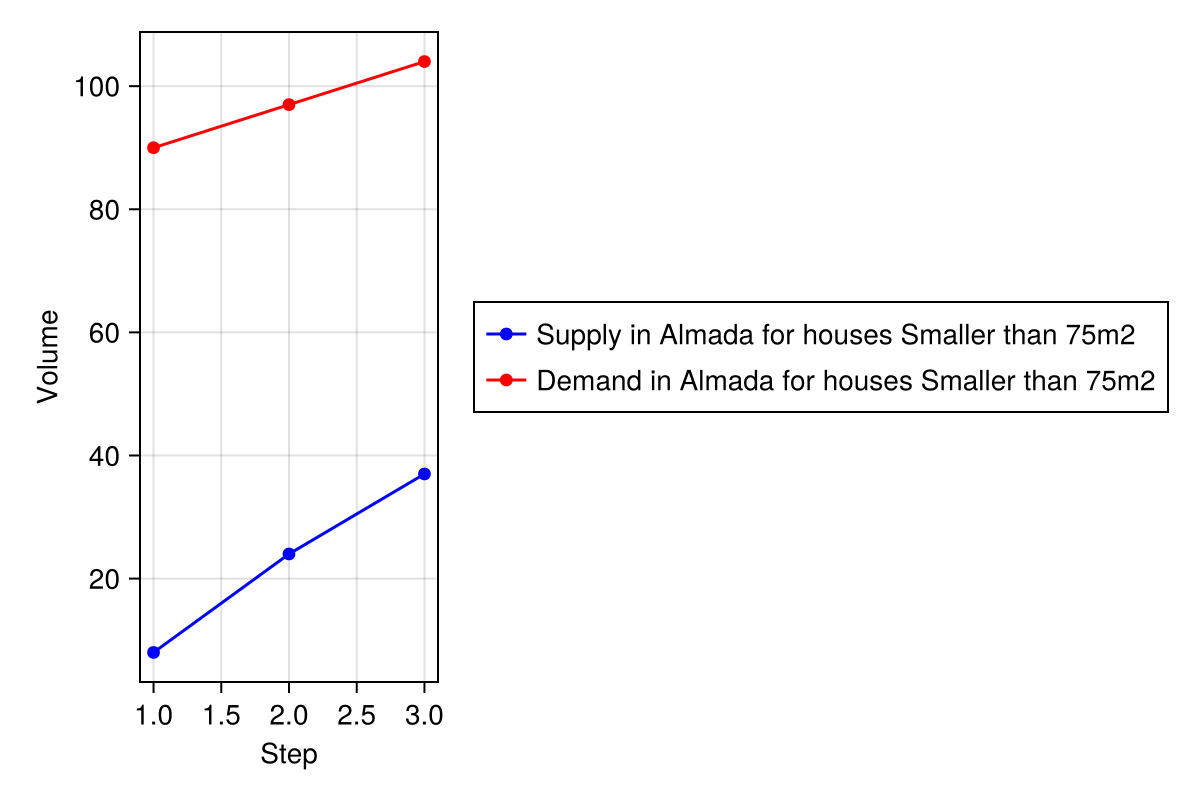 100
80
60
40
20
Volume
1.0 1.5 2.0 2.5 3.0
Step
Supply in Almada for houses Smaller than 75m2
Demand in Almada for houses Smaller than 75m2